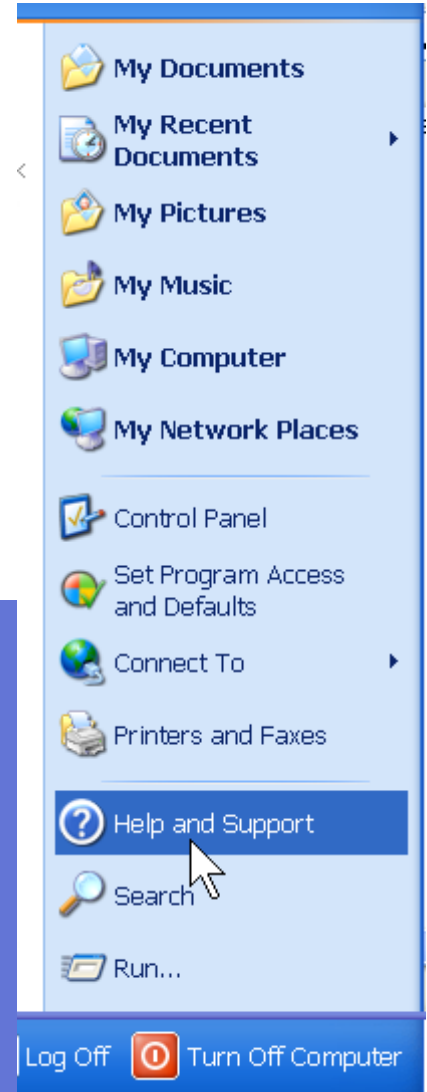 My Documents
My Recent
Documents
My Pictures
My Music
My Computer
My Network Places
Control Panel
Set Program Access
and Defaults
Connect To
Printers and Faxes
Help and Support
Search
Run...
Log Off Turn Off Computer